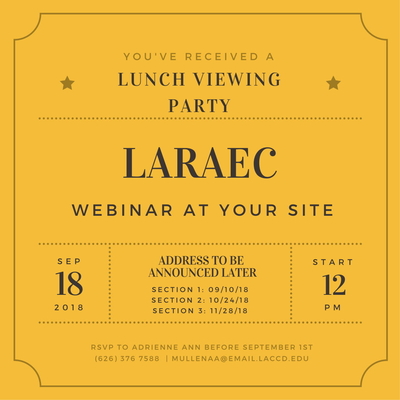 YOU'VE RECEIVED A
LUNCH VIEWING
PARTY
LARAEC
WEBINAR AT YOUR SITE
SEP
18
2018
ADDRESS TO BE
ANNOUNCED LATER
SECTION 1: 09/10/18
SECTION 2: 10/24/18
SECTION 3: 11/28/18
START
12
PM
RSVP TO ADRIENNE ANN BEFORE SEPTEMBER 1ST
(626) 376 7588 | MULLENAA@EMAIL.LACCD.EDU